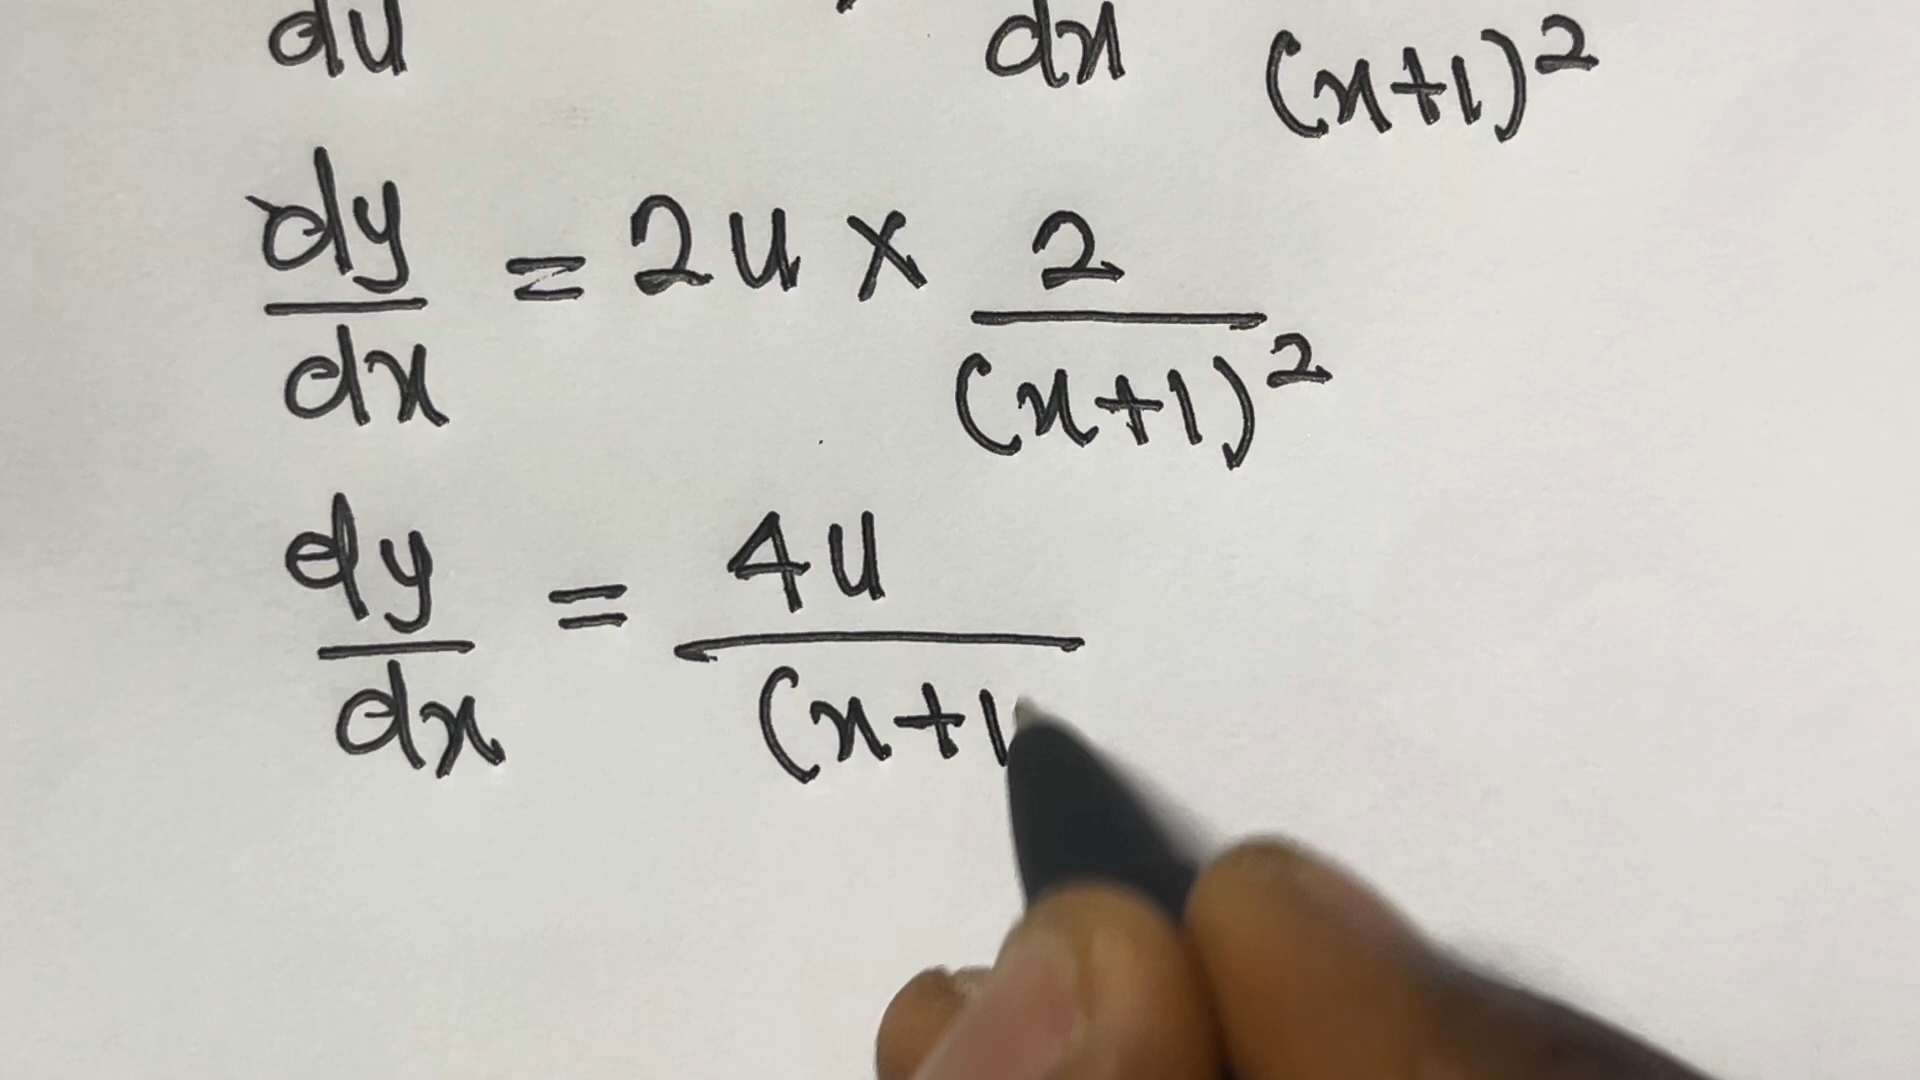 du dx (x+1)²
dy/dx = 2u × 2/(x+1)²
dy/dx = 4u/(x+1